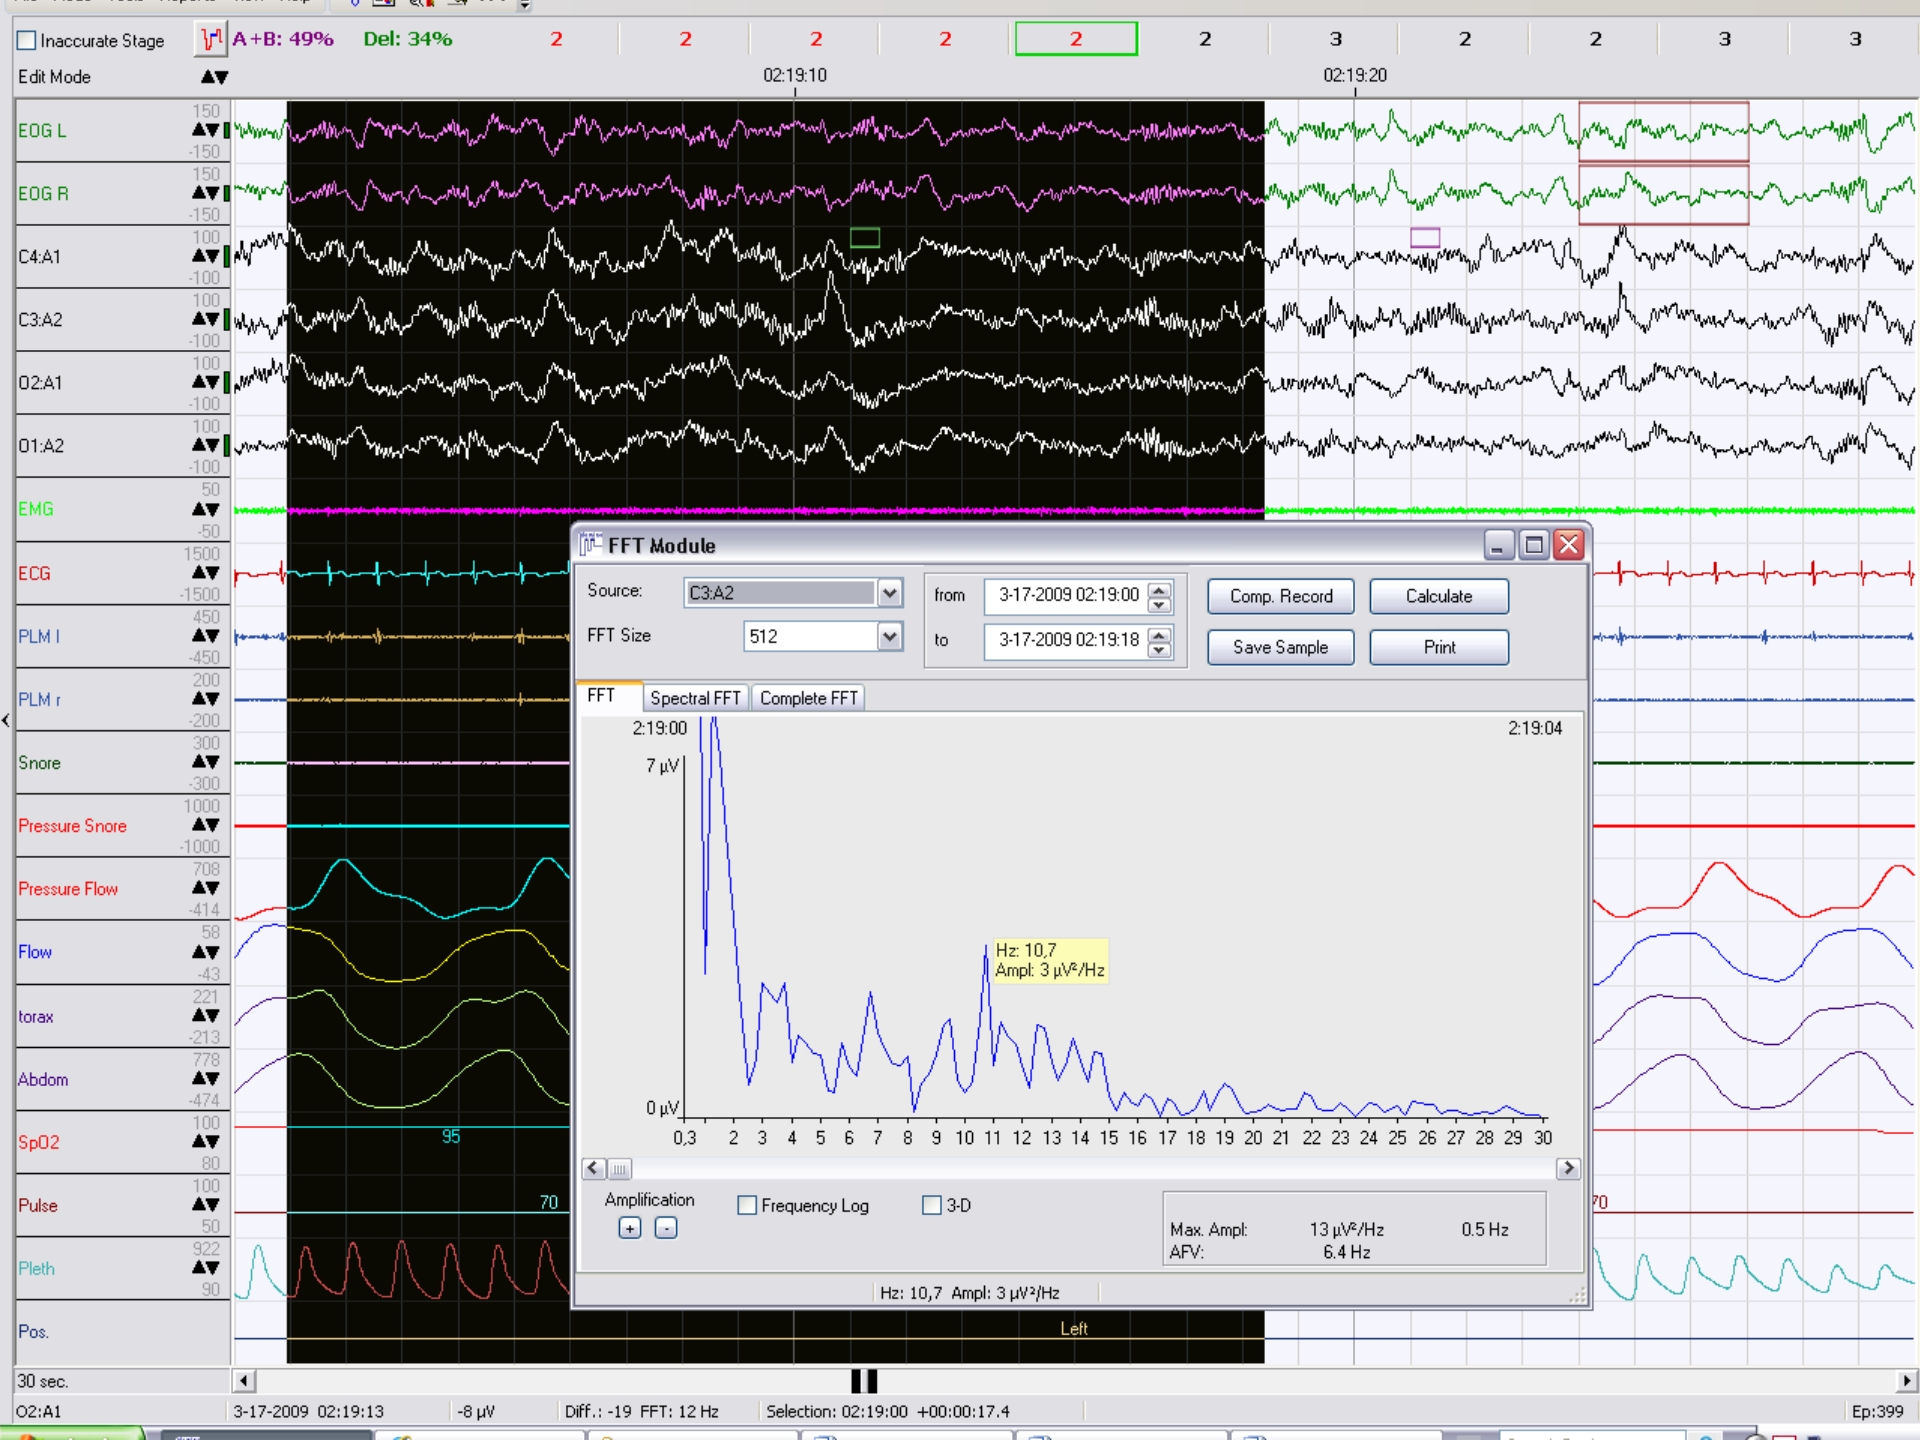 Inaccurate Stage A+B: 49% Del: 34% 2 2 2 2 2 2 3 2 2 3 3
Edit Mode 02:19:10 02:19:20
EOG L 150 -150
EOG R 150 -150
C4:A1 100 -100
C3:A2 100 -100
O2:A1 100 -100
O1:A2 100 -100
EMG 50 -50
ECG 1500 -1500
PLM l 450 -450
PLM r 200 -200
Snore 300 -300
Pressure Snore 1000 -1000
Pressure Flow 708 -414
Flow 58 -43
torax 221 -213
Abdom 778 -474
SpO2 100 80 95
Pulse 100 50 70 70
Pleth 922 90
Pos. Left
FFT Module
Source: C3:A2 from 3-17-2009 02:19:00 Comp. Record Calculate
FFT Size 512 to 3-17-2009 02:19:18 Save Sample Print
FFT Spectral FFT Complete FFT
2:19:00 2:19:04
7 µV
Hz: 10,7
Ampl: 3 µV²/Hz
0 µV
0,3 2 3 4 5 6 7 8 9 10 11 12 13 14 15 16 17 18 19 20 21 22 23 24 25 26 27 28 29 30
Amplification Frequency Log 3-D
+ -
Max. Ampl: 13 µV²/Hz 0.5 Hz
AFV: 6.4 Hz
Hz: 10,7 Ampl: 3 µV²/Hz
30 sec.
O2:A1 3-17-2009 02:19:13 -8 µV Diff.: -19 FFT: 12 Hz Selection: 02:19:00 +00:00:17.4 Ep:399